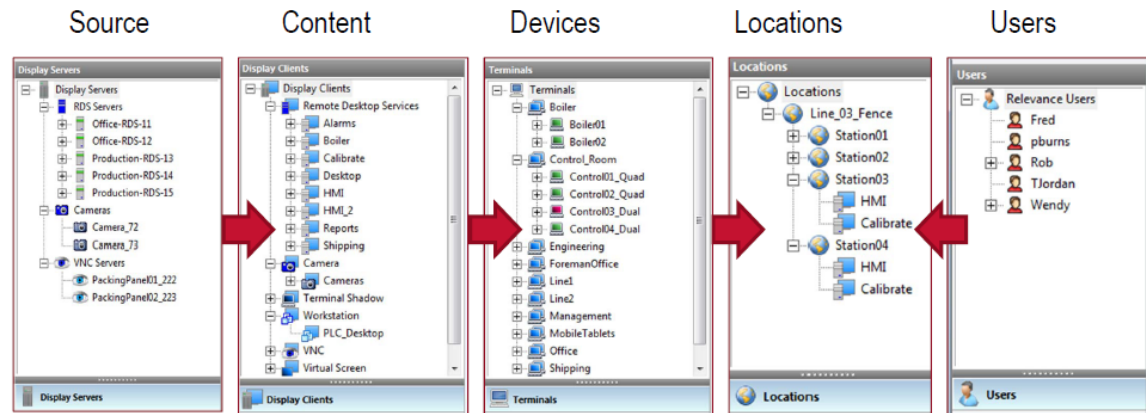 Source
Content
Devices
Locations
Users
Display Servers
Display Servers
RDS Servers
Office-RDS-11
Office-RDS-12
Production-RDS-13
Production-RDS-14
Production-RDS-15
Cameras
Camera_72
Camera_73
VNC Servers
PackingPanel01_222
PackingPanel02_223
Display Servers
Display Clients
Display Clients
Remote Desktop Services
Alarms
Boiler
Calibrate
Desktop
HMI
HMI_2
Reports
Shipping
Camera
Cameras
Terminal Shadow
Workstation
PLC_Desktop
VNC
Virtual Screen
Display Clients
Terminals
Terminals
Boiler
Boiler01
Boiler02
Control_Room
Control01_Quad
Control02_Quad
Control03_Dual
Control04_Dual
Engineering
ForemanOffice
Line1
Line2
Management
MobileTablets
Office
Shipping
Terminals
Locations
Locations
Line_03_Fence
Station01
Station02
Station03
HMI
Calibrate
Station04
HMI
Calibrate
Locations
Users
Relevance Users
Fred
pburns
Rob
TJordan
Wendy
Users